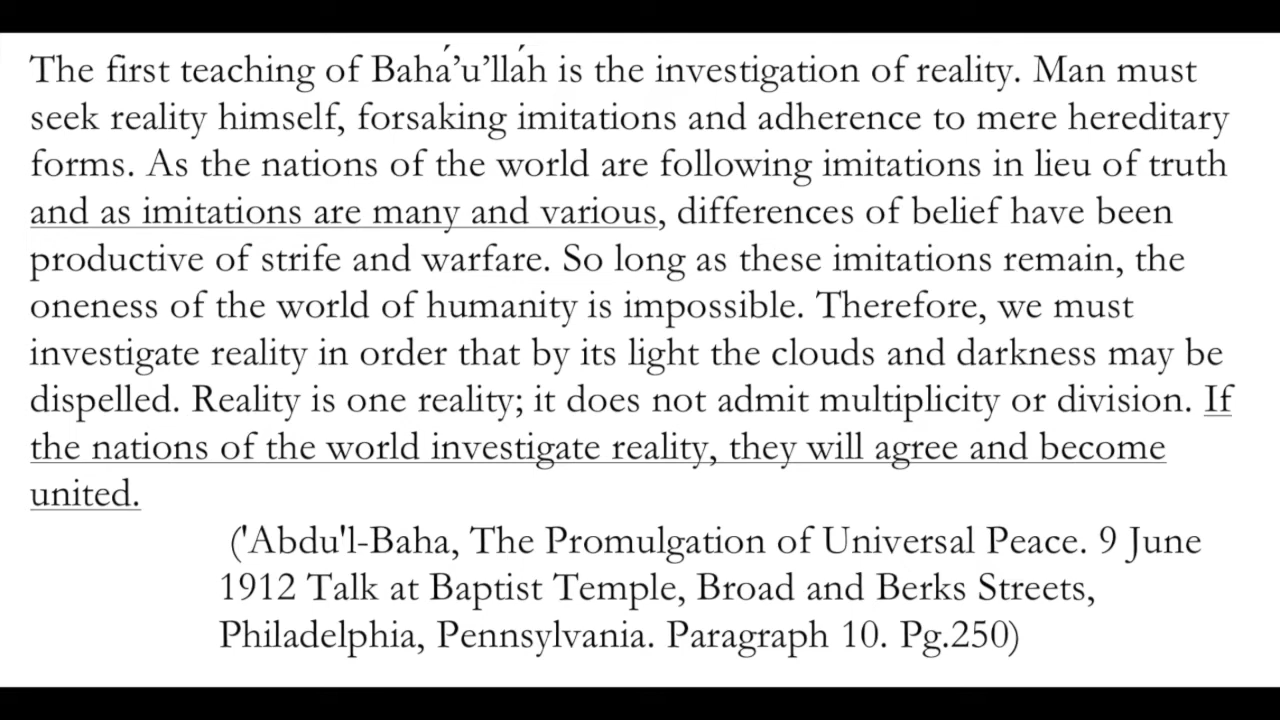 The first teaching of Bahá’u’lláh is the investigation of reality. Man must
seek reality himself, forsaking imitations and adherence to mere hereditary
forms. As the nations of the world are following imitations in lieu of truth
and as imitations are many and various, differences of belief have been
productive of strife and warfare. So long as these imitations remain, the
oneness of the world of humanity is impossible. Therefore, we must
investigate reality in order that by its light the clouds and darkness may be
dispelled. Reality is one reality; it does not admit multiplicity or division. If
the nations of the world investigate reality, they will agree and become
united.
('Abdu'l-Baha, The Promulgation of Universal Peace. 9 June
1912 Talk at Baptist Temple, Broad and Berks Streets,
Philadelphia, Pennsylvania. Paragraph 10. Pg.250)